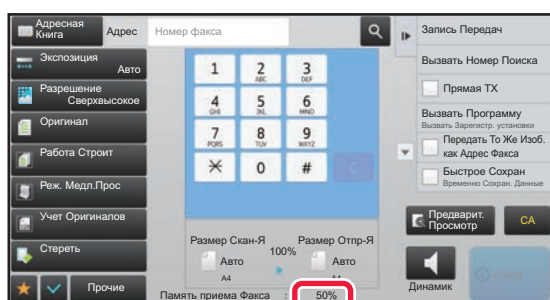 Адресная
Книга
Адрес
Номер факса
Запись Передач
Экспозиция
Авто
Вызвать Номер Поиска
Разрешение
Сверхвысокое
Прямая TX
Оригинал
Вызвать Программу
Вызвать Зарегистр. установки
Работа Строит
Передать То Же Изоб.
как Адрес Факса
Реж. Медл.Прос
Быстрое Сохран
Временно Сохран. Данные
Учет Оригиналов
Стереть
Прочие
1
2
ABC
3
DEF
4
GHI
5
JKL
6
MNO
7
PQRS
8
TUV
9
WXYZ
0
#
C
Размер Скан-Я
100%
Размер Отпр-Я
Авто
A4
Авто
A4
Память приема Факса : 50%
Предварит.
Просмотр
CA
Динамик
Старт